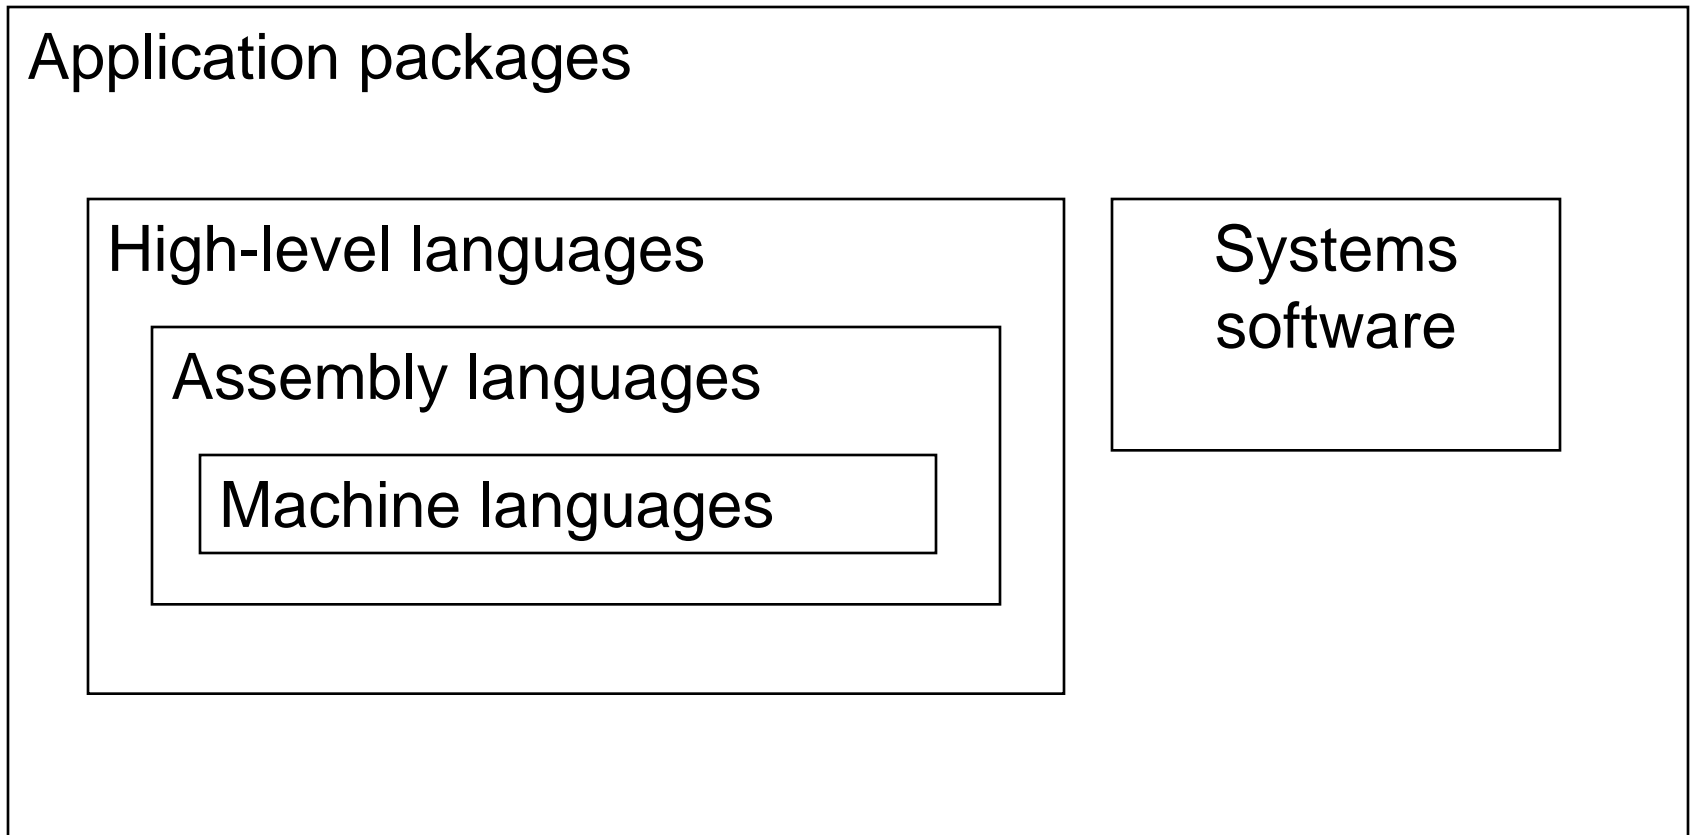 Application packages
High-level languages
Systems
software
Assembly languages
Machine languages